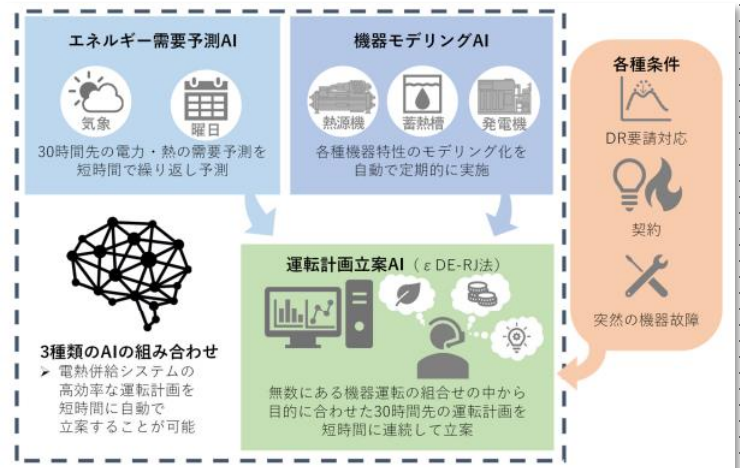 エネルギー需要予測AI
気象
曜日
30時間先の電力・熱の需要予測を
短時間で繰り返し予測
機器モデリングAI
熱源機
蓄熱槽
発電機
各種機器特性のモデリング化を
自動で定期的に実施
各種条件
DR要請対応
契約
突然の機器故障
3種類のAIの組み合わせ
➤ 電熱併給システムの
高効率な運転計画を
短時間に自動で
立案することが可能
運転計画立案AI(εDE-RJ法)
無数にある機器運転の組合せの中から
目的に合わせた30時間先の運転計画を
短時間に連続して立案